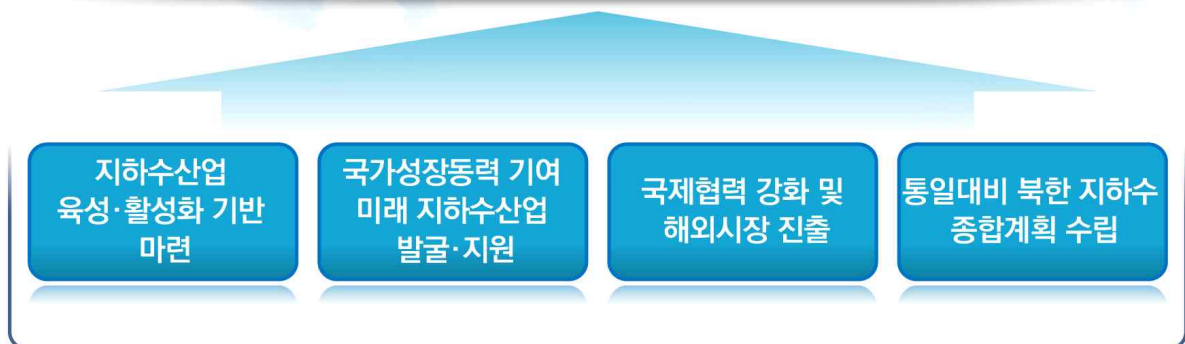 지하수산업
육성·활성화 기반
마련
국가성장동력 기여
미래 지하수산업
발굴·지원
국제협력 강화 및
해외시장 진출
통일대비 북한 지하수
종합계획 수립